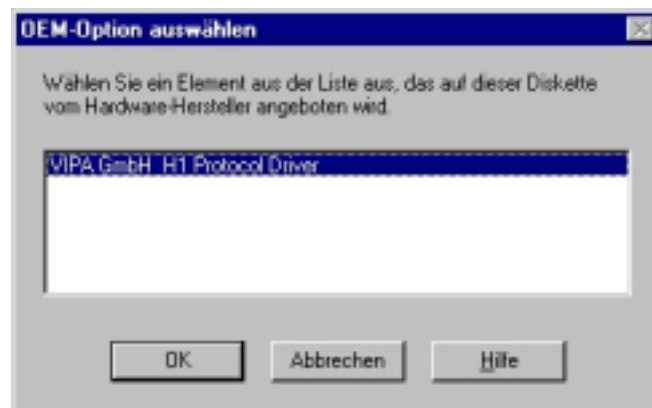 OEM-Option auswählen
Wählen Sie ein Element aus der Liste aus, das auf dieser Diskette
vom Hardware-Hersteller angeboten wird.
VIPA GmbH H1 Protocol Driver
OK Abbrechen Hilfe